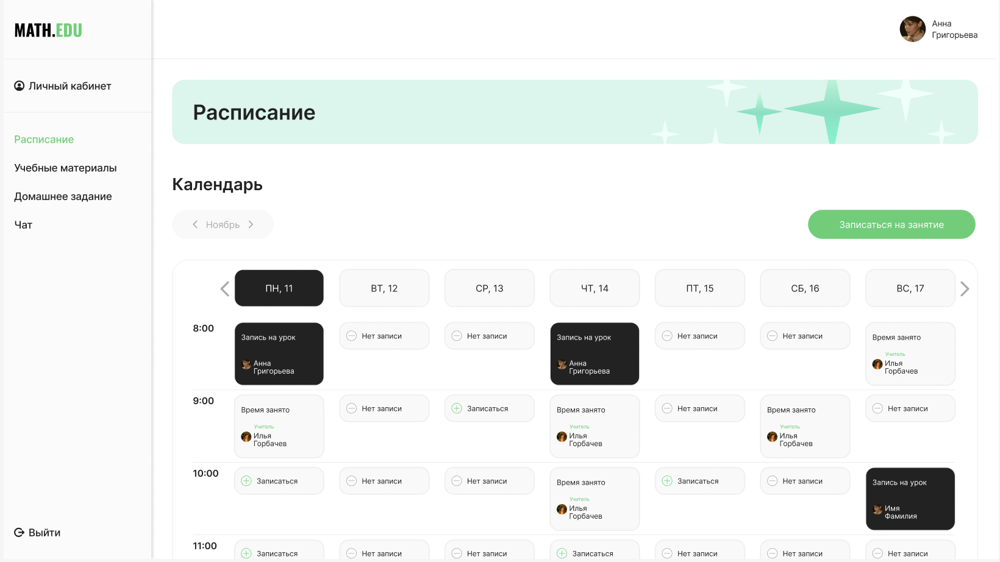 MATH.EDU
Анна
Григорьева
Личный кабинет
Расписание
Учебные материалы
Домашнее задание
Чат
Выйти
Расписание
Календарь
Ноябрь
Записаться на занятие
ПН, 11
ВТ, 12
СР, 13
ЧТ, 14
ПТ, 15
СБ, 16
ВС, 17
8:00
Запись на урок
Анна
Григорьева
Нет записи
Нет записи
Запись на урок
Анна
Григорьева
Нет записи
Нет записи
Время занято
Учитель
Илья
Горбачев
9:00
Время занято
Учитель
Илья
Горбачев
Нет записи
Записаться
Время занято
Учитель
Илья
Горбачев
Нет записи
Время занято
Учитель
Илья
Горбачев
Нет записи
10:00
Записаться
Нет записи
Нет записи
Время занято
Учитель
Илья
Горбачев
Записаться
Нет записи
Запись на урок
Имя
Фамилия
11:00
Записаться
Нет записи
Нет записи
Записаться
Нет записи
Нет записи
Нет записи